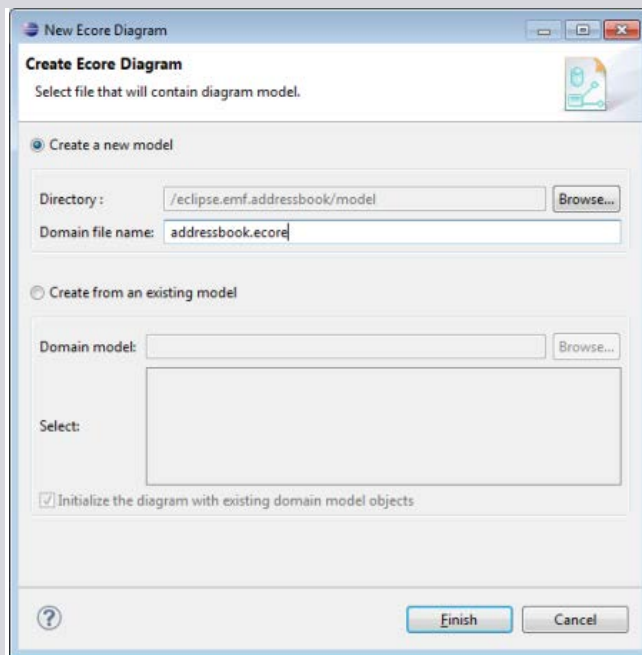 New Ecore Diagram
Create Ecore Diagram
Select file that will contain diagram model.
Create a new model
Directory : /eclipse.emf.addressbook/model Browse...
Domain file name: addressbook.ecore
Create from an existing model
Domain model: Browse...
Select:
Initialize the diagram with existing domain model objects
? Finish Cancel